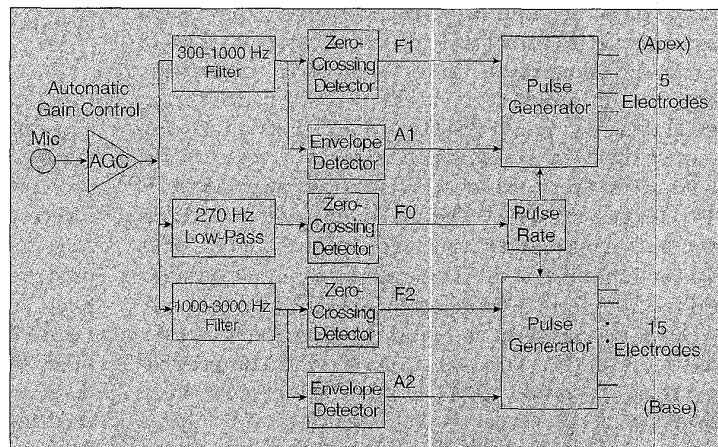 300-1000 Hz
Filter
Zero-
Crossing
Detector
F1
(Apex)
Automatic
Gain Control
Pulse
Generator
5
Electrodes
Mic
AGC
Envelope
Detector
A1
270 Hz
Low-Pass
Zero-
Crossing
Detector
F0
Pulse
Rate
1000-3000 Hz
Filter
Zero-
Crossing
Detector
F2
Pulse
Generator
15
Electrodes
Envelope
Detector
A2
(Base)